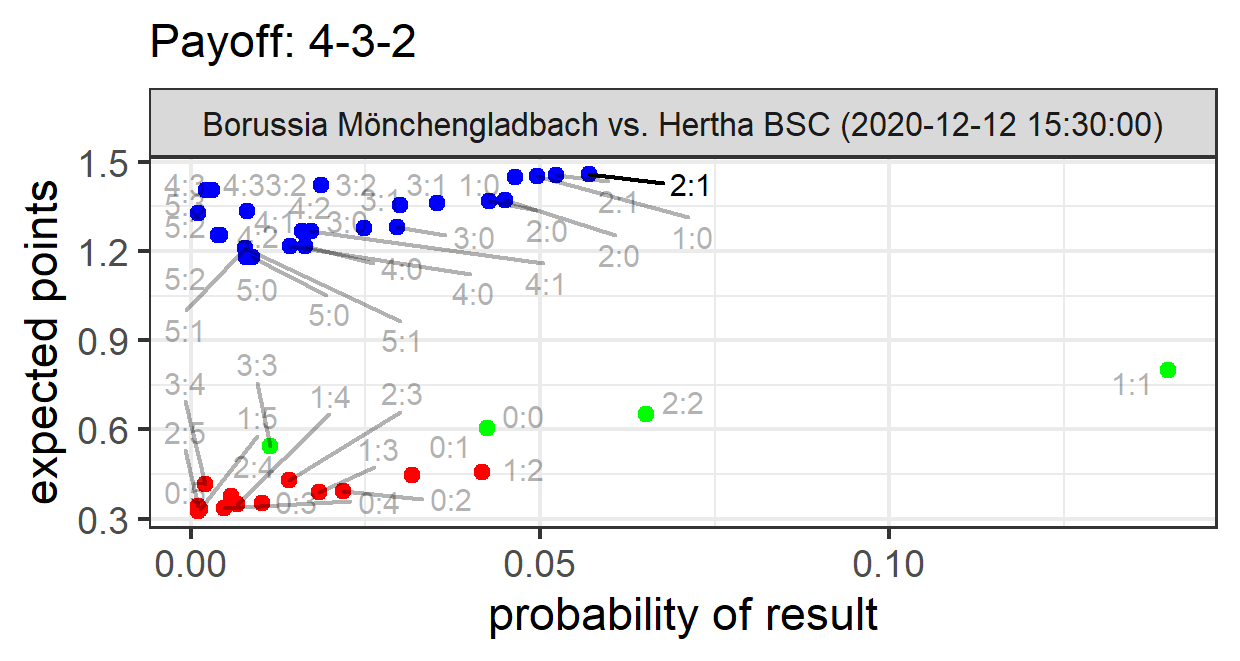 Payoff: 4-3-2
Borussia Mönchengladbach vs. Hertha BSC (2020-12-12 15:30:00)
expected points
1.5
1.2
0.9
0.6
0.3
4:3 4:3 3:2 3:2 3:1 1:0 2:1
3:1 2:1
4:2
5:2 4:1 3:0 2:0 1:0
4:2 3:0 2:0
5:2 5:0 4:0 4:0 4:1
5:1 5:0 5:1
3:3
3:4 1:4 2:3
2:5 1:5 0:1 0:0 2:2 1:1
2:4 1:3 1:2
0:3 0:4 0:2
0.00 0.05 0.10
probability of result